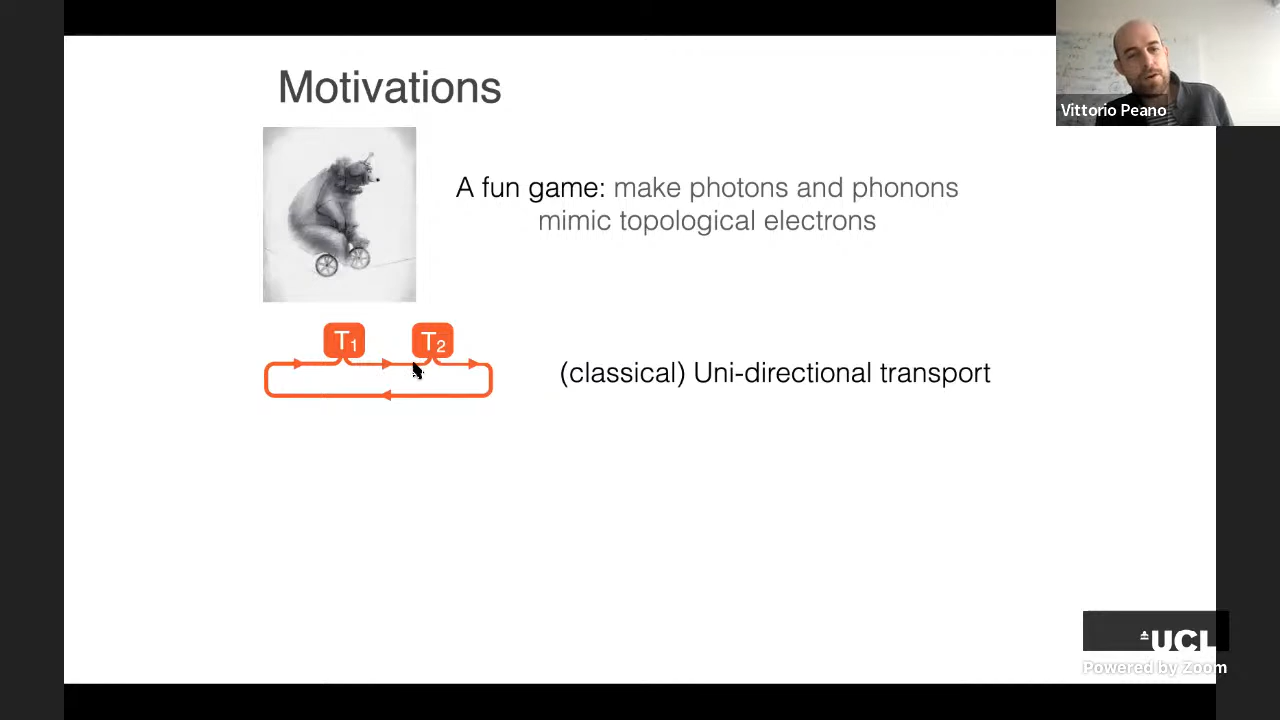 Motivations
Vittorio Peano
A fun game: make photons and phonons
mimic topological electrons
T1 T2
(classical) Uni-directional transport
UCL
Powered by Zoom